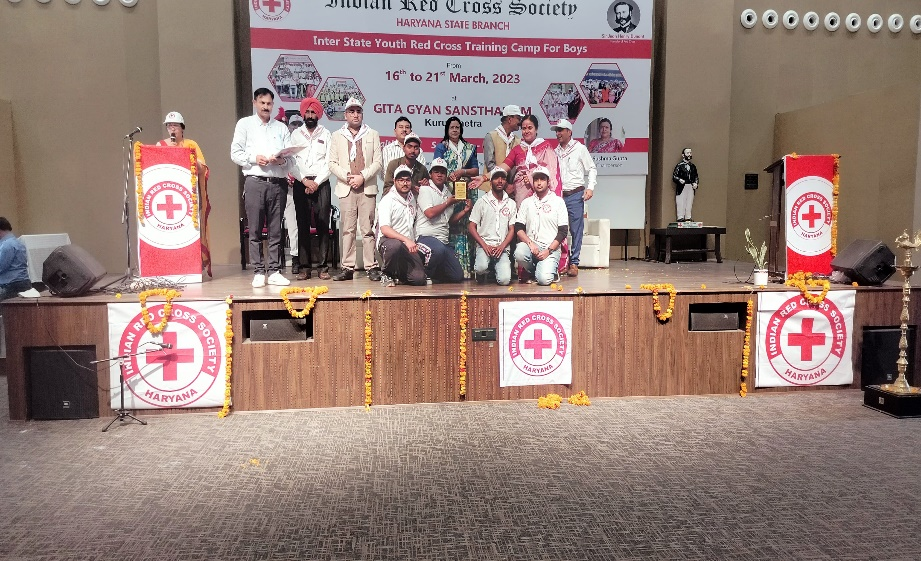 Indian Red Cross Society
HARYANA STATE BRANCH
Inter State Youth Red Cross Training Camp For Boys
From
16th to 21st March, 2023
at
GITA GYAN
INDIAN RED CROSS SOCIETY
HARYANA
INDIAN RED CROSS SOCIETY
HARYANA
INDIAN RED CROSS SOCIETY
HARYANA
INDIAN RED CROSS SOCIETY
HARYANA
INDIAN RED CROSS SOCIETY
HARYANA